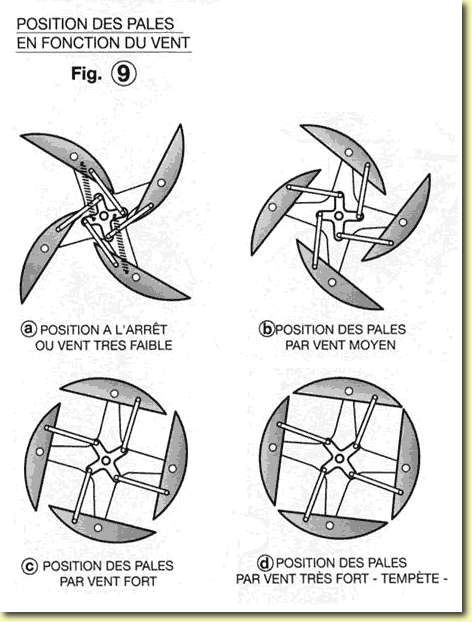 POSITION DES PALES
EN FONCTION DU VENT
Fig. 9
a POSITION A L'ARRÊT
OU VENT TRES FAIBLE
b POSITION DES PALES
PAR VENT MOYEN
c POSITION DES PALES
PAR VENT FORT
d POSITION DES PALES
PAR VENT TRÈS FORT - TEMPÈTE -